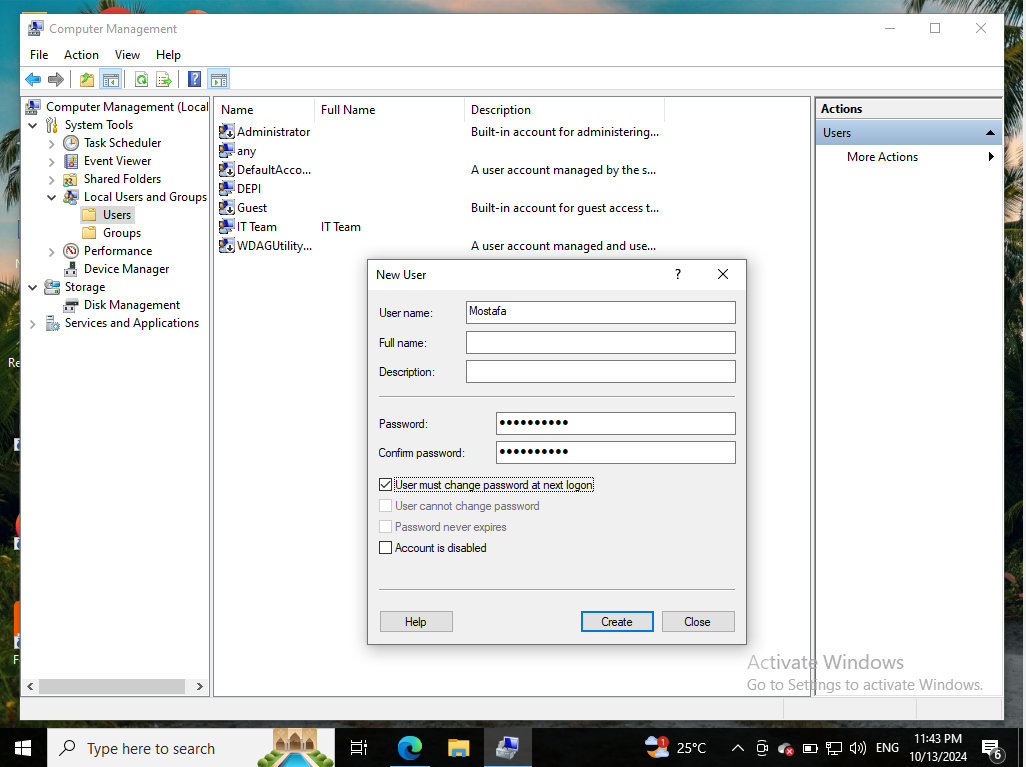 Computer Management
File Action View Help
Computer Management (Local
System Tools
Task Scheduler
Event Viewer
Shared Folders
Local Users and Groups
Users
Groups
Performance
Device Manager
Storage
Disk Management
Services and Applications
Name Full Name Description
Administrator Built-in account for administering...
any
DefaultAcco... A user account managed by the s...
DEPI
Guest Built-in account for guest access t...
IT Team IT Team
WDAGUtility... A user account managed and use...
Actions
Users
More Actions
New User ?
User name: Mostafa
Full name:
Description:
Password: ●●●●●●●●●●
Confirm password: ●●●●●●●●●●
User must change password at next logon
User cannot change password
Password never expires
Account is disabled
Help Create Close
Activate Windows
Go to Settings to activate Windows.
Re
F
Type here to search
1
25°C
ENG
11:43 PM
10/13/2024
6